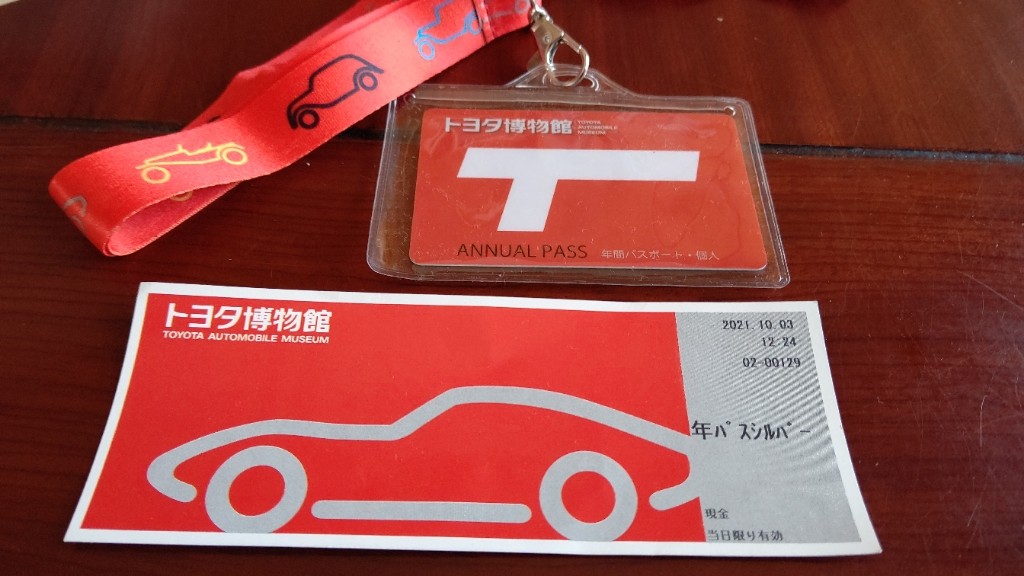 トヨタ博物館 TOYOTA AUTOMOBILE MUSEUM
T
ANNUAL PASS 年間パスポート・個人
トヨタ博物館
TOYOTA AUTOMOBILE MUSEUM
2021.10.03
12.24
02-00129
年パスシルバー
現金
当日限り有効